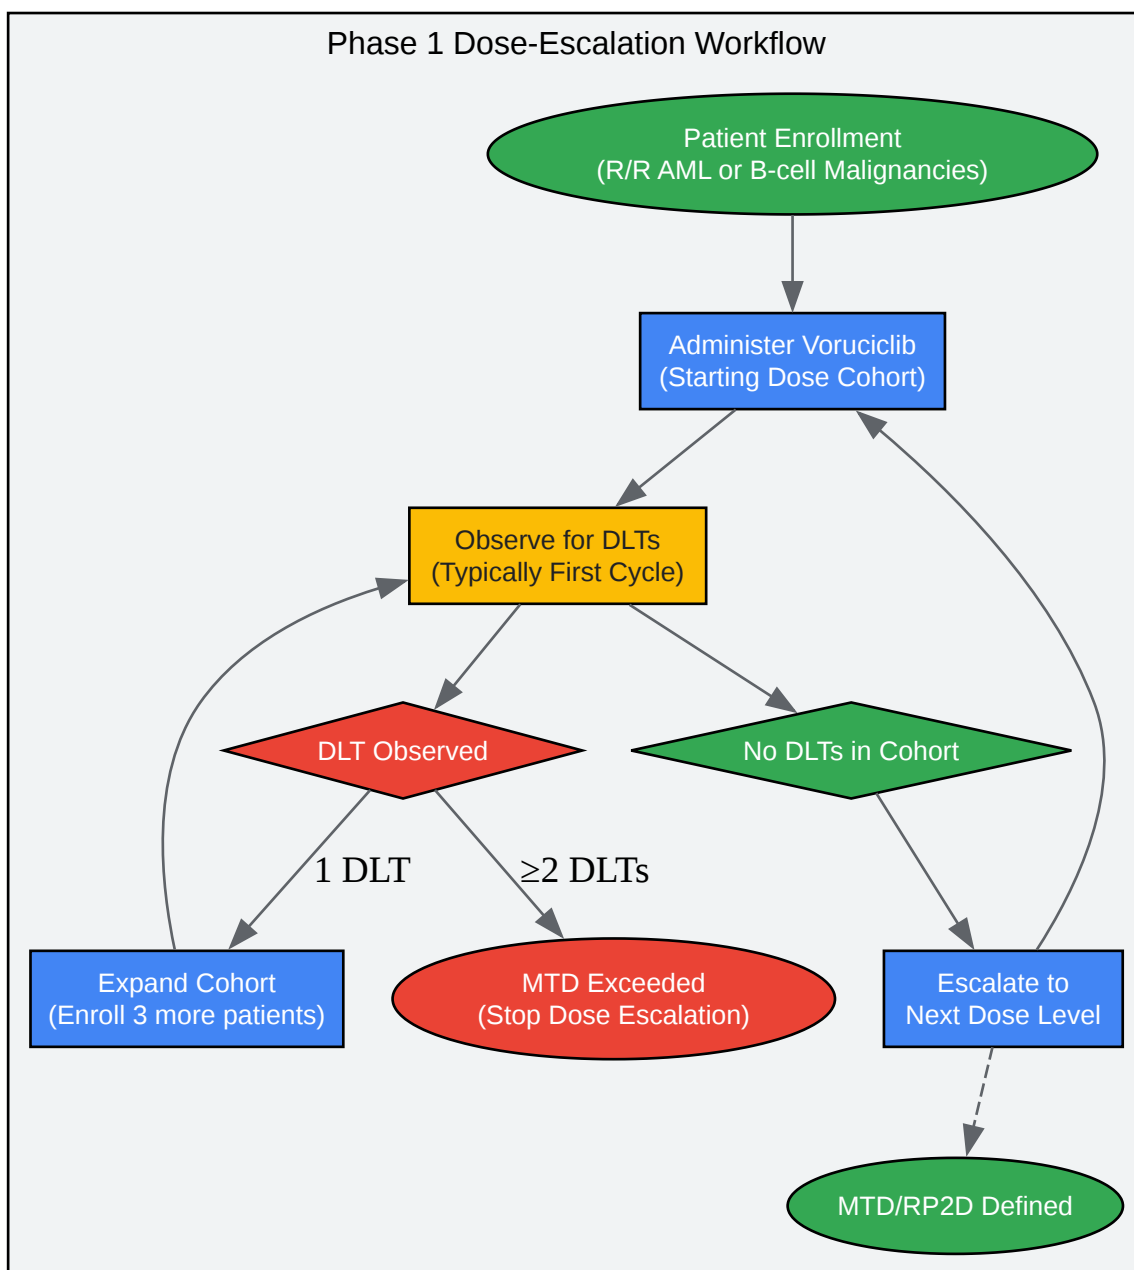 Phase 1 Dose-Escalation Workflow
Patient Enrollment
(R/R AML or B-cell Malignancies)
Administer Voruciclib
(Starting Dose Cohort)
Observe for DLTs
(Typically First Cycle)
DLT Observed
No DLTs in Cohort
1 DLT
≥2 DLTs
Expand Cohort
(Enroll 3 more patients)
MTD Exceeded
(Stop Dose Escalation)
Escalate to
Next Dose Level
MTD/RP2D Defined